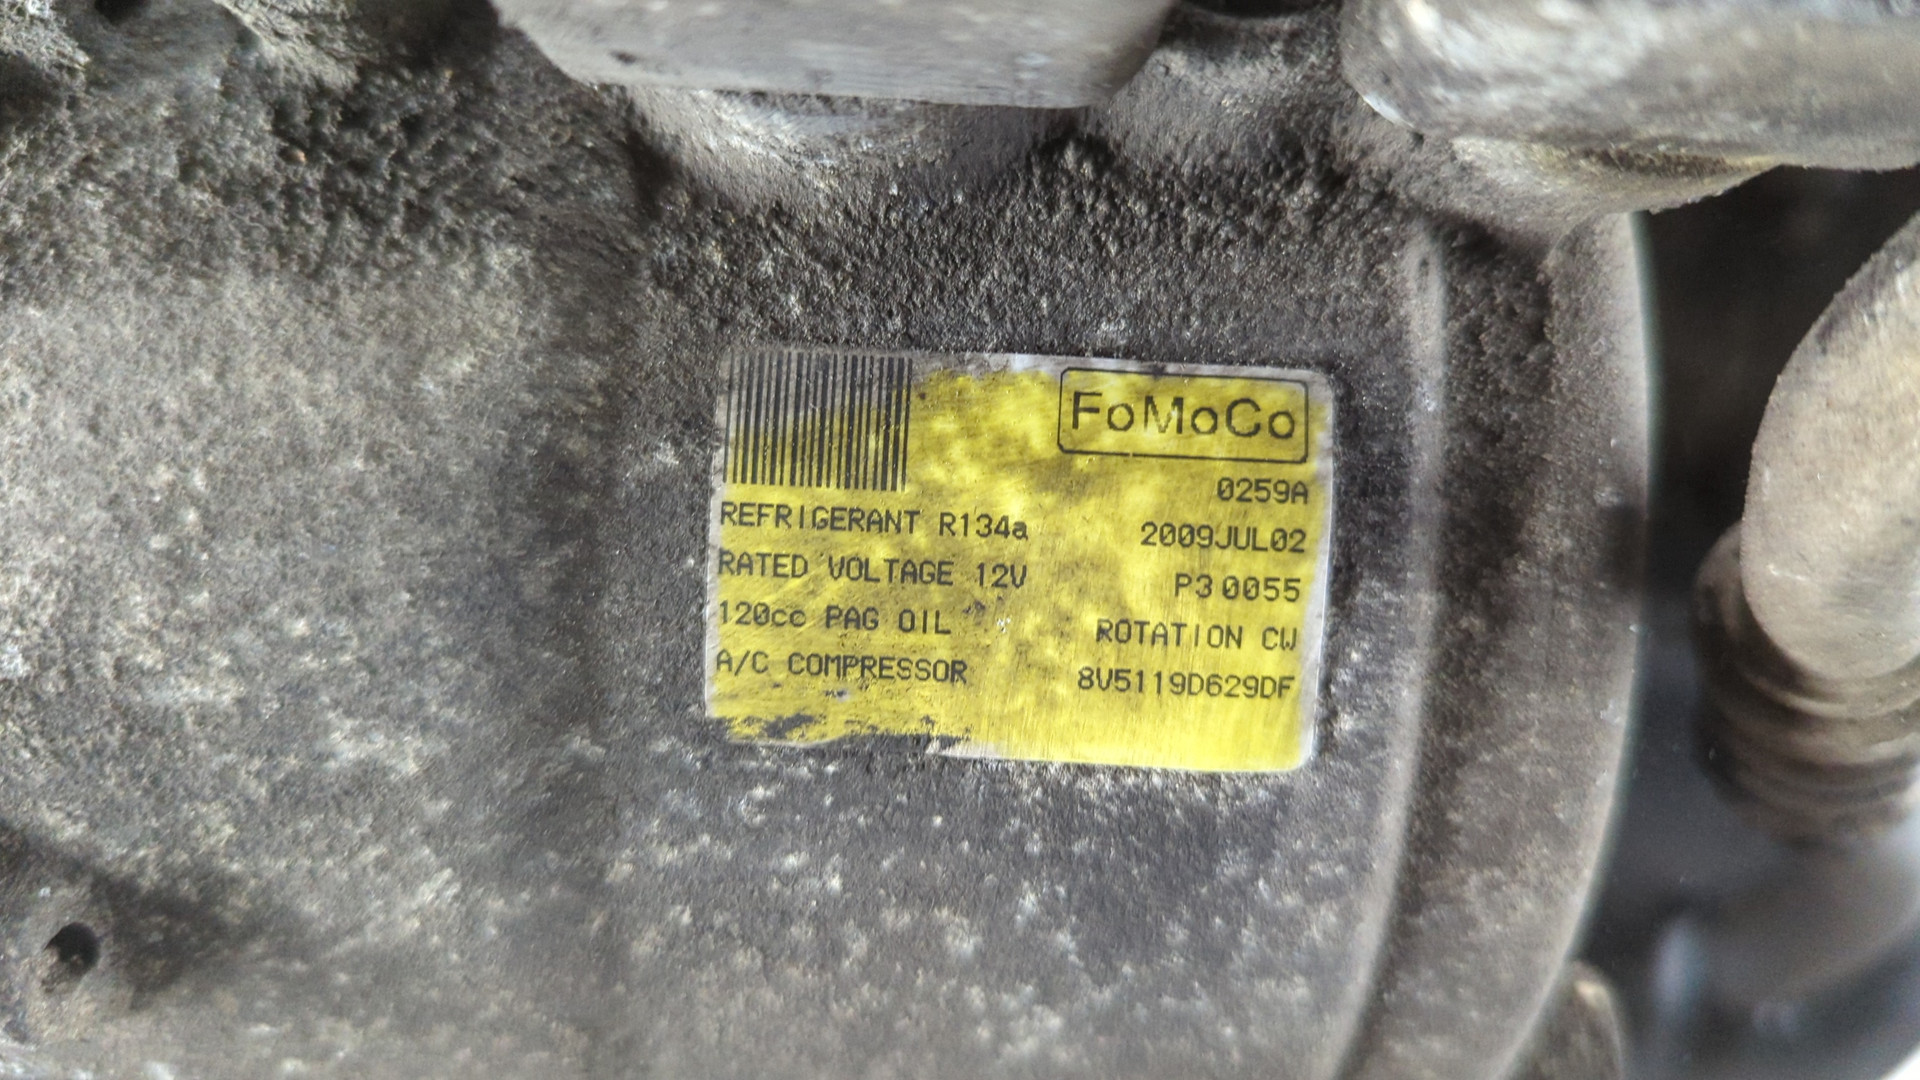 FoMoCo
0259A
REFRIGERANT R134a 2009JUL02
RATED VOLTAGE 12V P30055
120cc PAG OIL ROTATION CW
A/C COMPRESSOR 8V5119D629DF